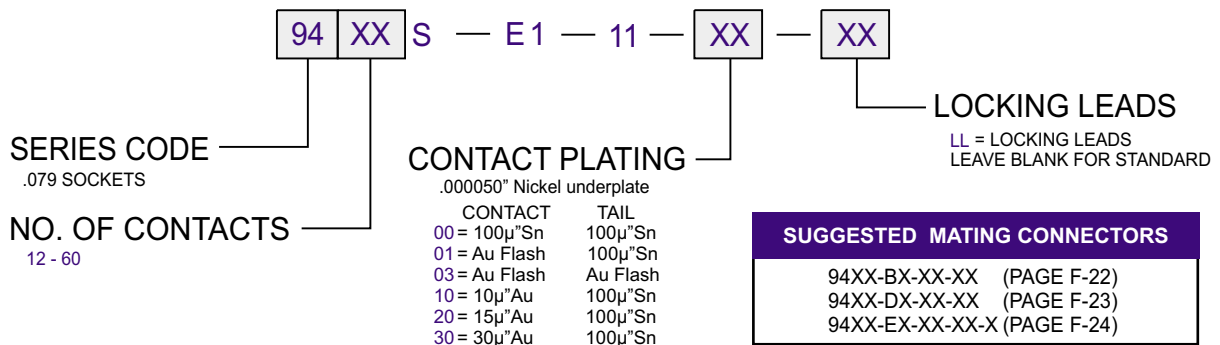 94 XX S — E1 — 11 — XX — XX
LOCKING LEADS
LL = LOCKING LEADS
LEAVE BLANK FOR STANDARD
SERIES CODE
.079 SOCKETS
NO. OF CONTACTS
12 - 60
CONTACT PLATING
.000050” Nickel underplate
CONTACT TAIL
00 = 100µ”Sn 100µ”Sn
01 = Au Flash 100µ”Sn
03 = Au Flash Au Flash
10 = 10µ”Au 100µ”Sn
20 = 15µ”Au 100µ”Sn
30 = 30µ”Au 100µ”Sn
SUGGESTED MATING CONNECTORS
94XX-BX-XX-XX (PAGE F-22)
94XX-DX-XX-XX (PAGE F-23)
94XX-EX-XX-XX-X (PAGE F-24)